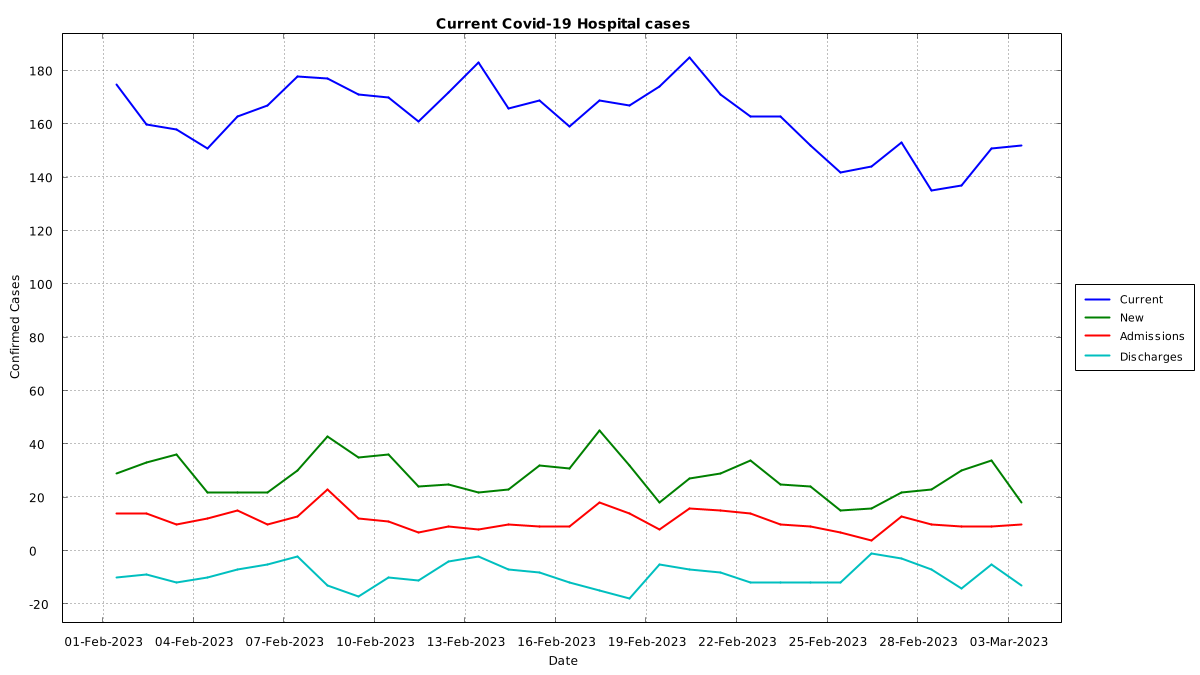 Current Covid-19 Hospital cases
180
160
140
120
100
80
60
40
20
0
-20
Confirmed Cases
01-Feb-2023 04-Feb-2023 07-Feb-2023 10-Feb-2023 13-Feb-2023 16-Feb-2023 19-Feb-2023 22-Feb-2023 25-Feb-2023 28-Feb-2023 03-Mar-2023
Date
Current
New
Admissions
Discharges